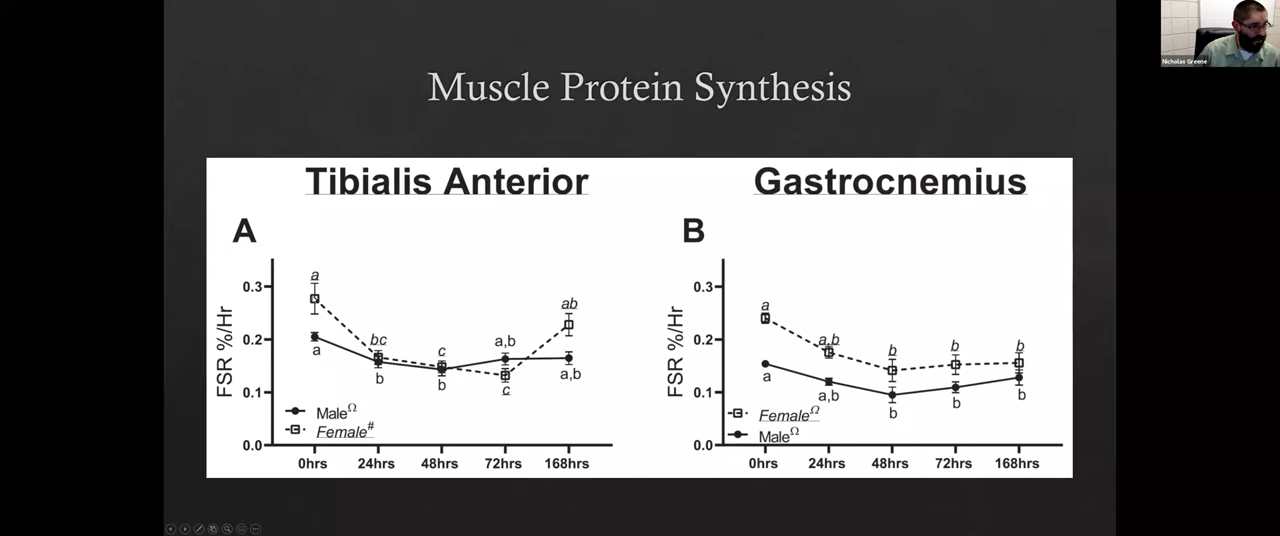 Nicholas Greene
Muscle Protein Synthesis
Tibialis Anterior
A
FSR %/Hr
0.3
0.2
0.1
0.0
a
a
bc
b
c
b
a,b
c
ab
a,b
Male^Ω
Female^#
0hrs 24hrs 48hrs 72hrs 168hrs
Gastrocnemius
B
FSR %/Hr
0.3
0.2
0.1
0.0
a
a
a,b
a,b
b
b
b
b
b
b
Female^Ω
Male^Ω
0hrs 24hrs 48hrs 72hrs 168hrs